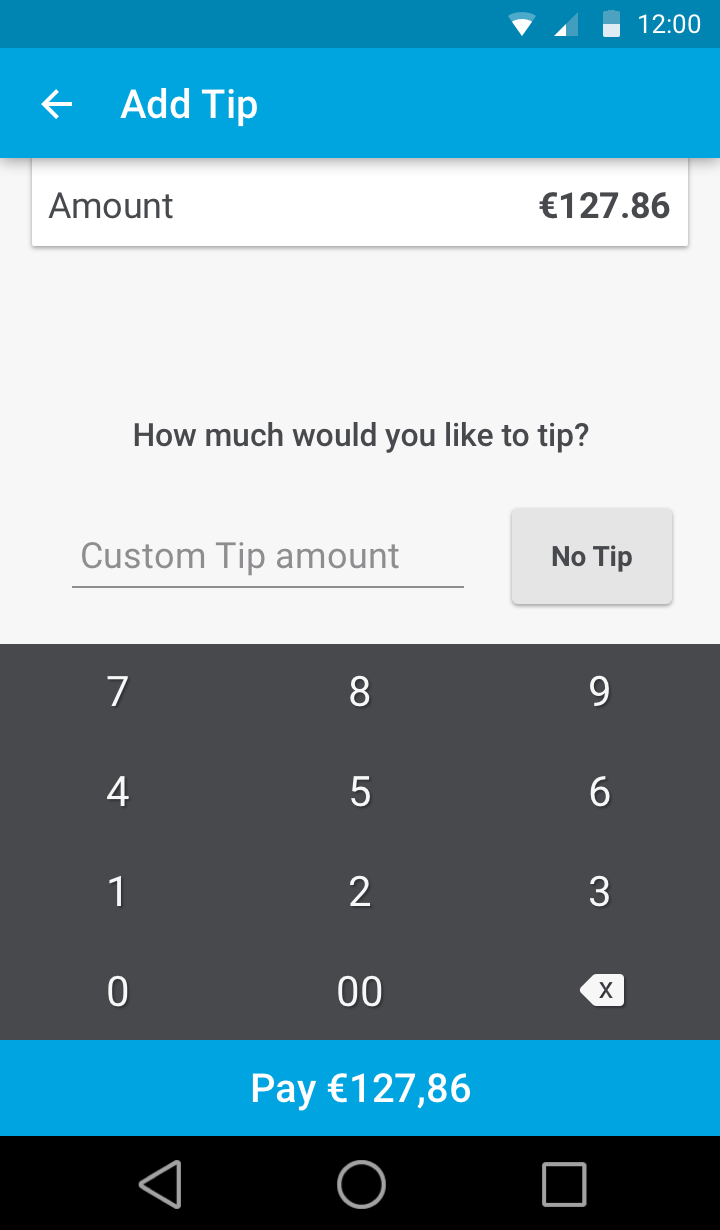 12:00
Add Tip
Amount €127.86
How much would you like to tip?
Custom Tip amount No Tip
7 8 9
4 5 6
1 2 3
0 00 X
Pay €127,86